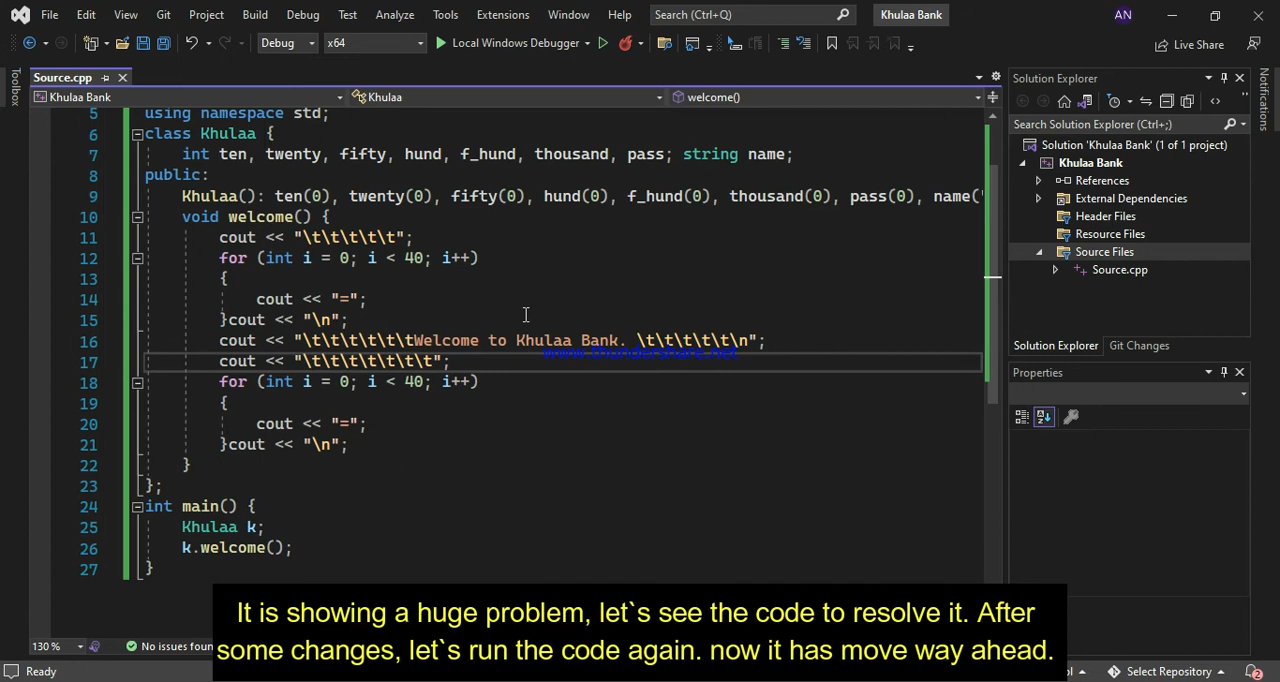 File Edit View Git Project Build Debug Test Analyze Tools Extensions Window Help Search (Ctrl+Q) Khulaa Bank AN
Debug x64 Local Windows Debugger Live Share
Toolbox
Source.cpp
Khulaa Bank Khulaa welcome()
5 using namespace std;
6 class Khulaa {
7 int ten, twenty, fifty, hund, f_hund, thousand, pass; string name;
8 public:
9 Khulaa(): ten(0), twenty(0), fifty(0), hund(0), f_hund(0), thousand(0), pass(0), name('
10 void welcome() {
11 cout << "\t\t\t\t\t";
12 for (int i = 0; i < 40; i++)
13 {
14 cout << "=";
15 }cout << "\n";
16 cout << "\t\t\t\t\t\tWelcome to Khulaa Bank. \t\t\t\t\t\n";
www.thundershare.net
17 cout << "\t\t\t\t\t\t\t";
18 for (int i = 0; i < 40; i++)
19 {
20 cout << "=";
21 }cout << "\n";
22 }
23 };
24 int main() {
25 Khulaa k;
26 k.welcome();
27 }
130 % No issues foun
Ready
Solution Explorer
Search Solution Explorer (Ctrl+;)
Solution 'Khulaa Bank' (1 of 1 project)
Khulaa Bank
References
External Dependencies
Header Files
Resource Files
Source Files
Source.cpp
Solution Explorer Git Changes
Properties
Notifications
Select Repository 2
It is showing a huge problem, let`s see the code to resolve it. After
some changes, let`s run the code again. now it has move way ahead.